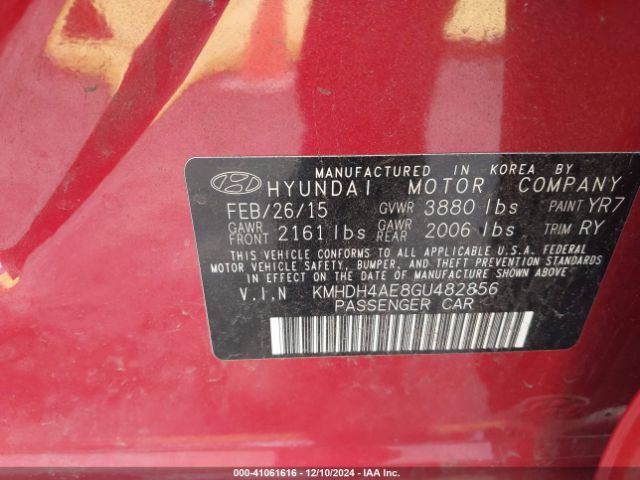 MANUFACTURED IN KOREA BY
HYUNDAI MOTOR COMPANY
FEB/26/15 GVWR 3880 lbs PAINT YR7
GAWR FRONT 2161 lbs GAWR REAR 2006 lbs TRIM RY
THIS VEHICLE CONFORMS TO ALL APPLICABLE U.S.A. FEDERAL
MOTOR VEHICLE SAFETY, BUMPER, AND THEFT PREVENTION
STANDARDS IN EFFECT ON THE DATE OF MANUFACTURE SHOWN ABOVE.
V.I.N KMHDH4AE8GU482856
PASSENGER CAR
000-41061616 - 12/10/2024 - IAA Inc.